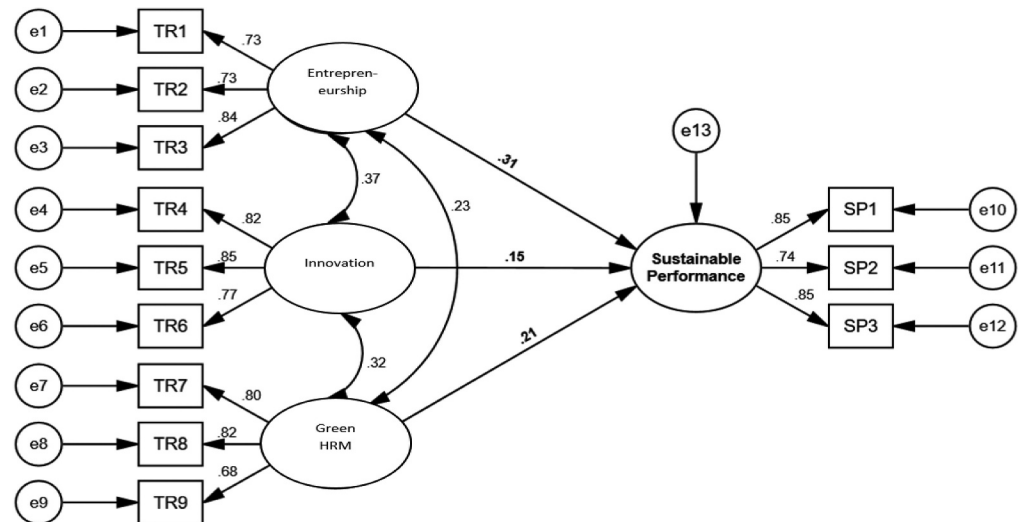 e1
TR1
.73
e2
TR2
.73
e3
TR3
.84
Entrepren-
eurship
e13
.31
.37
.23
e4
TR4
.82
e5
TR5
.85
e6
TR6
.77
Innovation
.15
Sustainable
Performance
.85
SP1
e10
.74
SP2
e11
.85
SP3
e12
.32
.21
e7
TR7
.80
e8
TR8
.82
e9
TR9
.68
Green
HRM